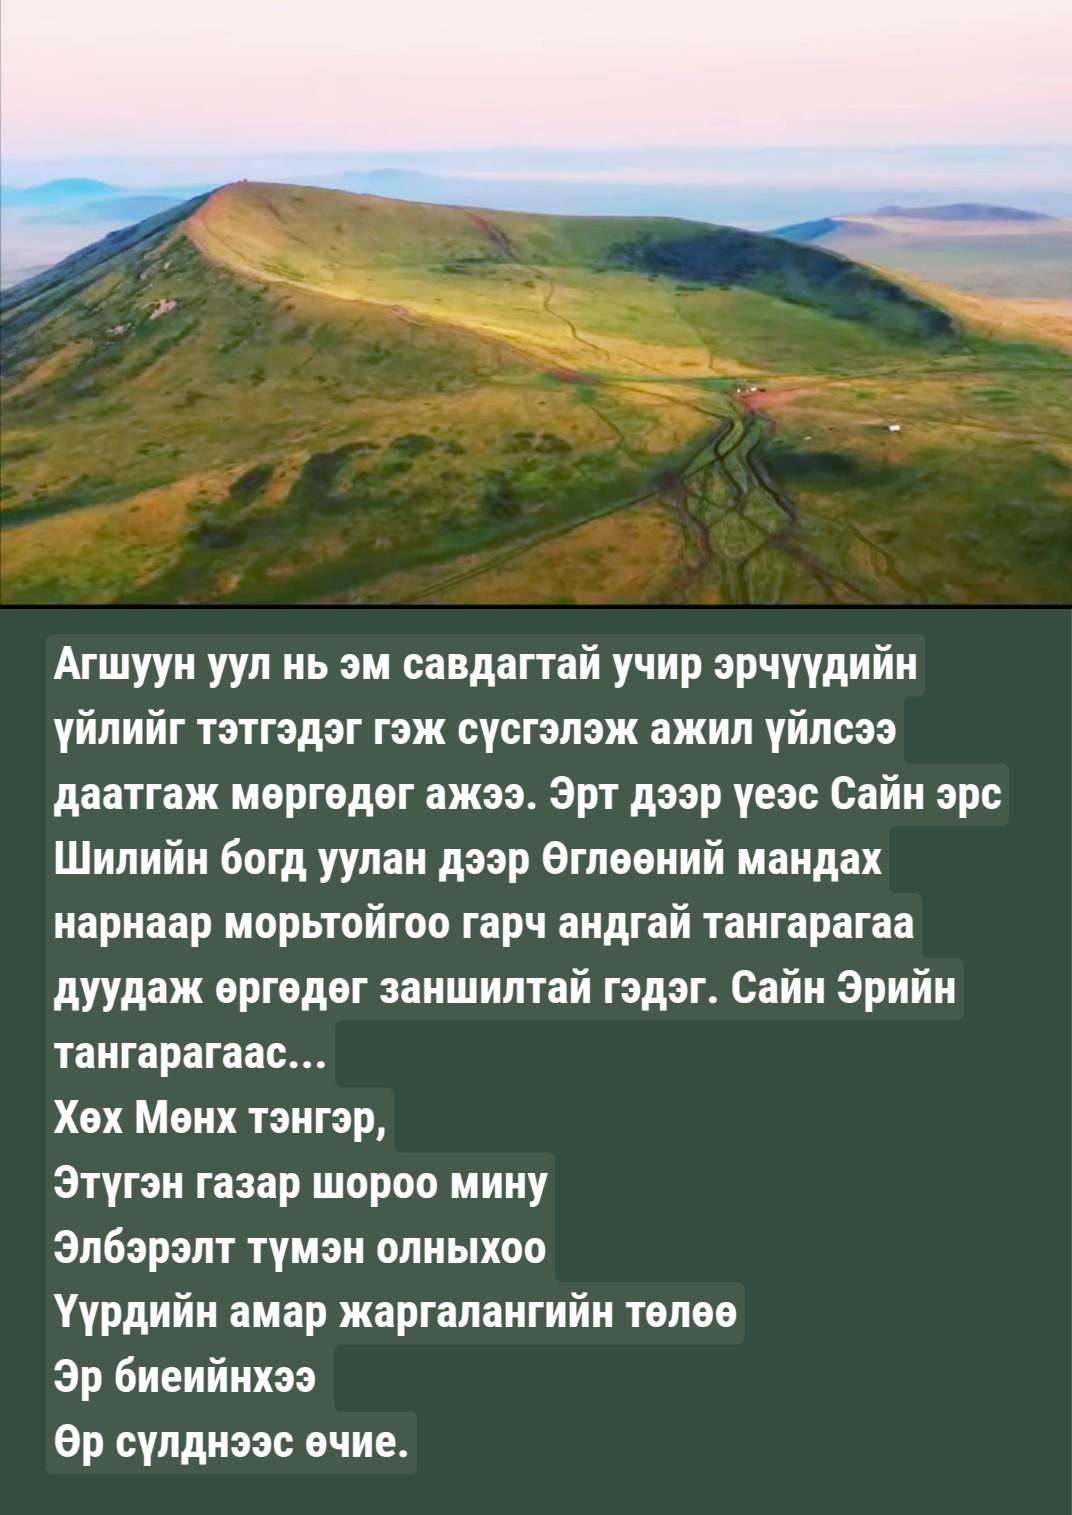 Агшуун уул нь эм савдагтай учир эрчүүдийн
үйлийг тэтгэдэг гэж сүсгэлэж ажил үйлсээ
даатгаж мөргөдөг ажээ. Эрт дээр үеэс Сайн эрс
Шилийн богд уулан дээр Өглөөний мандах
нарнаар морьтойгоо гарч андгай тангарагаа
дуудаж өргөдөг заншилтай гэдэг. Сайн Эрийн
тангарагаас...
Хөх Мөнх тэнгэр,
Этүгэн газар шороо мину
Элбэрэлт түмэн олныхоо
Үүрдийн амар жаргалангийн төлөө
Эр биеийнхээ
Өр сүлднээс өчие.